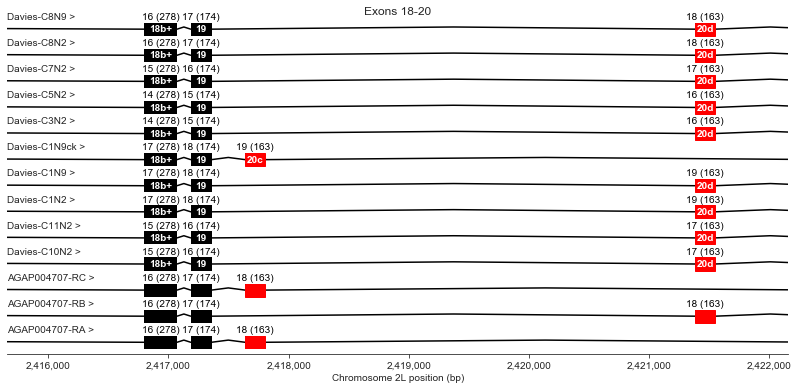 Exons 18-20
Davies-C8N9 > 16 (278) 17 (174) 18 (163)
18b+ 19 20d
Davies-C8N2 > 16 (278) 17 (174) 18 (163)
18b+ 19 20d
Davies-C7N2 > 15 (278) 16 (174) 17 (163)
18b+ 19 20d
Davies-C5N2 > 14 (278) 15 (174) 16 (163)
18b+ 19 20d
Davies-C3N2 > 14 (278) 15 (174) 16 (163)
18b+ 19 20d
Davies-C1N9ck > 17 (278) 18 (174) 19 (163)
18b+ 19 20c
Davies-C1N9 > 17 (278) 18 (174) 19 (163)
18b+ 19 20d
Davies-C1N2 > 17 (278) 18 (174) 19 (163)
18b+ 19 20d
Davies-C11N2 > 15 (278) 16 (174) 17 (163)
18b+ 19 20d
Davies-C10N2 > 15 (278) 16 (174) 17 (163)
18b+ 19 20d
AGAP004707-RC > 16 (278) 17 (174) 18 (163)
AGAP004707-RB > 16 (278) 17 (174) 18 (163)
AGAP004707-RA > 16 (278) 17 (174) 18 (163)
2,416,000 2,417,000 2,418,000 2,419,000 2,420,000 2,421,000 2,422,000
Chromosome 2L position (bp)